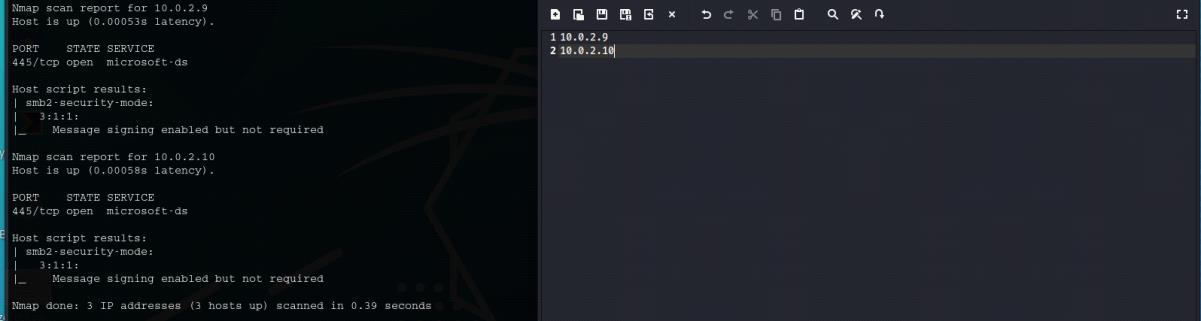 Nmap scan report for 10.0.2.9
Host is up (0.00053s latency).
PORT    STATE SERVICE
445/tcp open  microsoft-ds
Host script results:
| smb2-security-mode:
|   3:1:1:
|_    Message signing enabled but not required
Nmap scan report for 10.0.2.10
Host is up (0.00058s latency).
PORT    STATE SERVICE
445/tcp open  microsoft-ds
Host script results:
| smb2-security-mode:
|   3:1:1:
|_    Message signing enabled but not required
Nmap done: 3 IP addresses (3 hosts up) scanned in 0.39 seconds
1 10.0.2.9
2 10.0.2.10